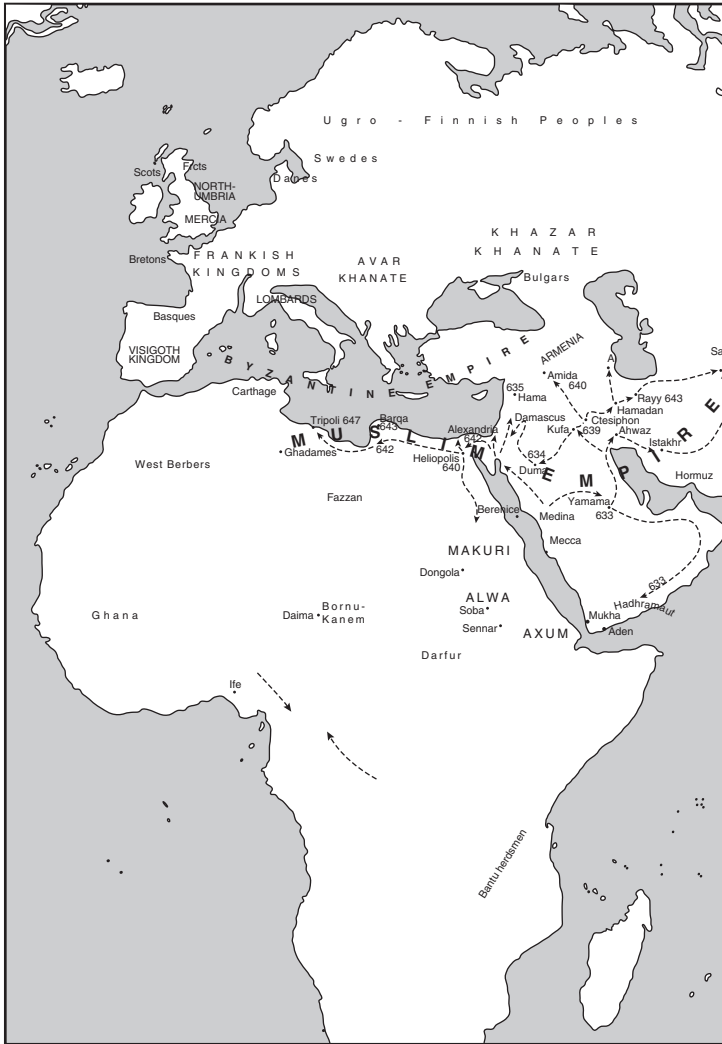 Ugro - Finnish Peoples
Swedes
Danes
Scots
NORTH-
UMBRIA
MERCIA
Bretons
FRANKISH
KINGDOMS
AVAR
KHANATE
KHAZAR
KHANATE
Bulgars
LOMBARDS
Basques
VISIGOTH
KINGDOM
BYZANTINE EMPIRE
ARMENIA
Amida
640
A
635
Hama
Carthage
Tripoli 647
Barqa
643
642
Alexandria
642
Damascus
Kufa
639
Ctesiphon
Hamadan
Rayy 643
Ahwaz
Istakhr
Hormuz
MUSLIM EMPIRE
Ghadames
Heliopolis
640
634
Duma
West Berbers
Fazzan
Berenice
Medina
Yamama
633
Mecca
MAKURI
Dongola
ALWA
Soba
Sennar
AXUM
633
Hadhramaut
Mukha
Aden
Ghana
Daima
Bornu-
Kanem
Darfur
Ife
Bantu herdsmen